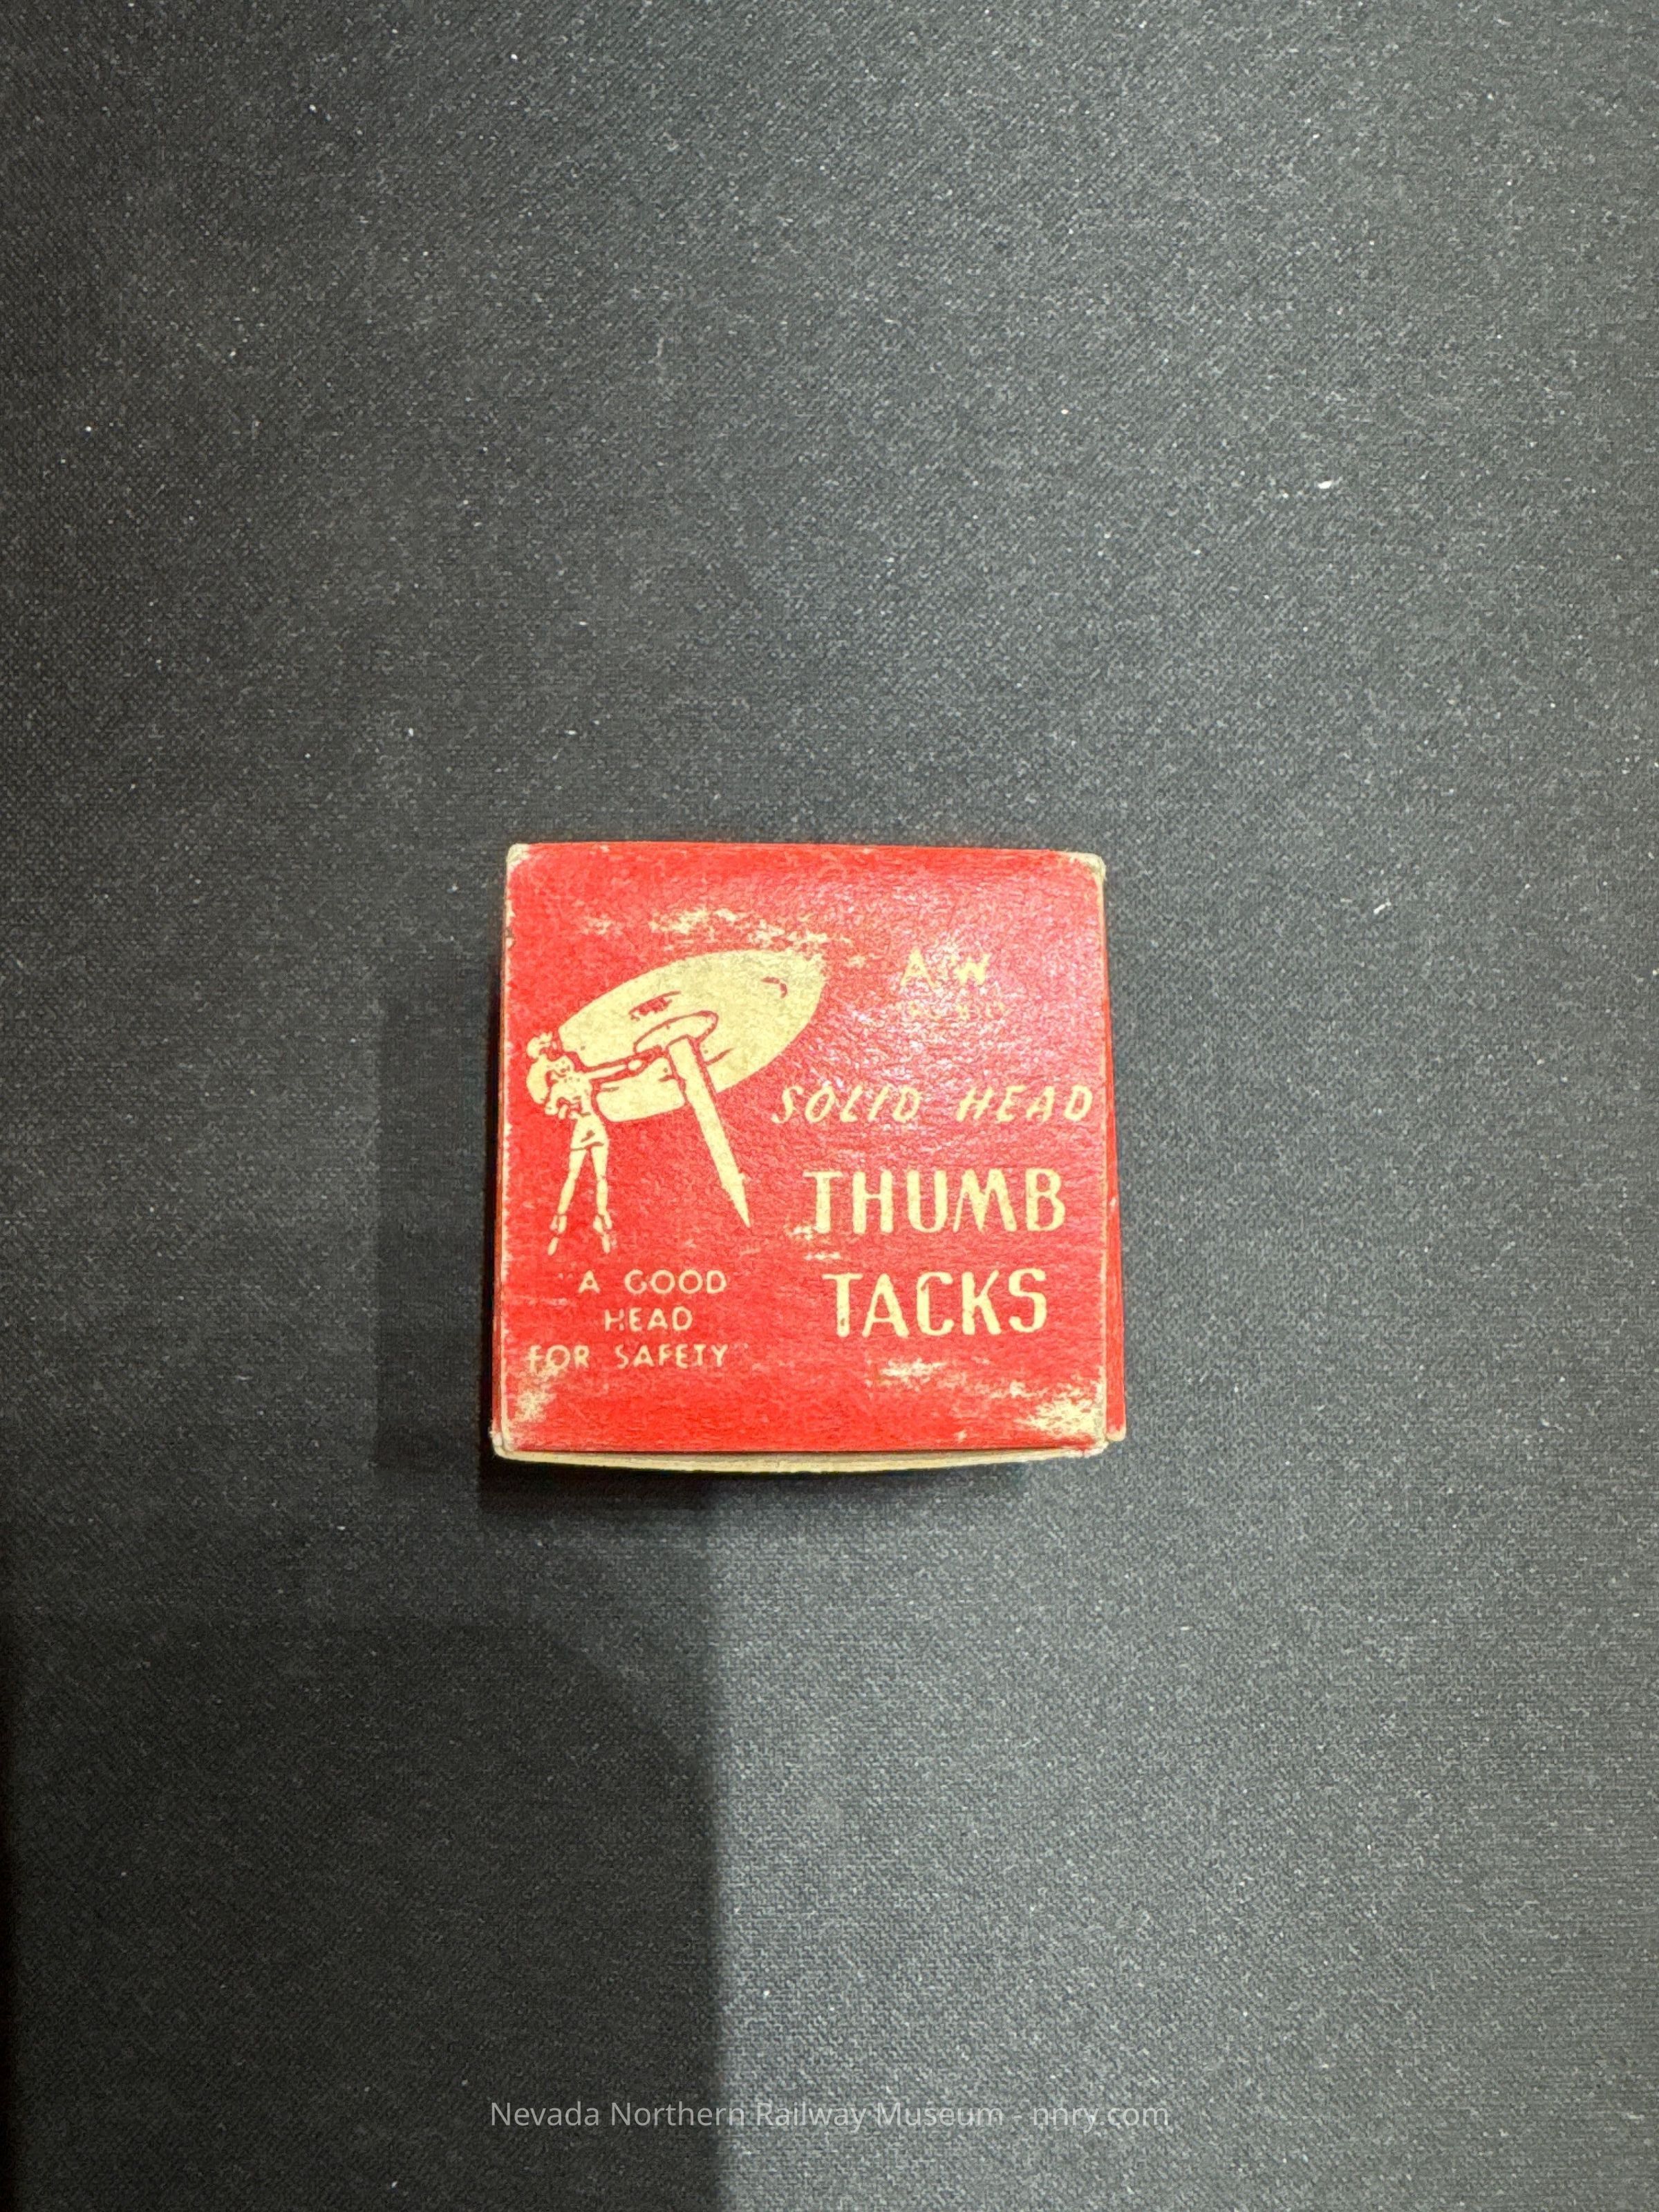 A.W.
SOLID HEAD
THUMB
TACKS
"A GOOD
HEAD
FOR SAFETY"
Nevada Northern Railway Museum - nnry.com